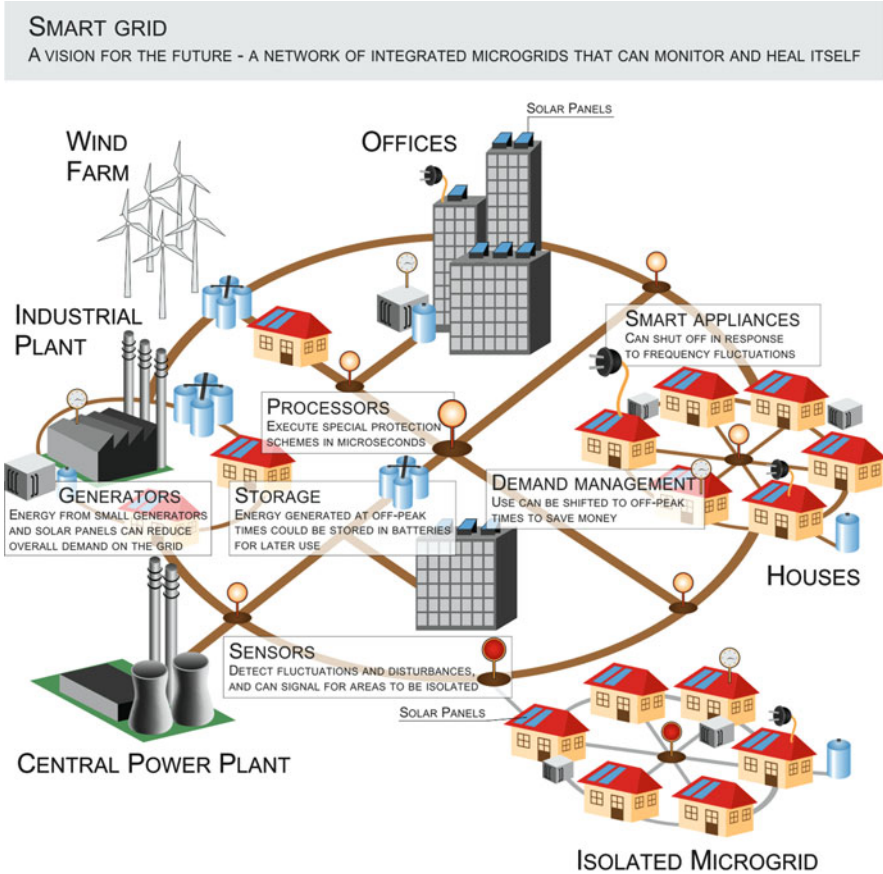 SMART GRID
A VISION FOR THE FUTURE - A NETWORK OF INTEGRATED MICROGRIDS THAT CAN MONITOR AND HEAL ITSELF
SOLAR PANELS
WIND
FARM
OFFICES
INDUSTRIAL
PLANT
SMART APPLIANCES
CAN SHUT OFF IN RESPONSE
TO FREQUENCY FLUCTUATIONS
PROCESSORS
EXECUTE SPECIAL PROTECTION
SCHEMES IN MICROSECONDS
GENERATORS
ENERGY FROM SMALL GENERATORS
AND SOLAR PANELS CAN REDUCE
OVERALL DEMAND ON THE GRID
STORAGE
ENERGY GENERATED AT OFF-PEAK
TIMES COULD BE STORED IN BATTERIES
FOR LATER USE
DEMAND MANAGEMENT
USE CAN BE SHIFTED TO OFF-PEAK
TIMES TO SAVE MONEY
HOUSES
SENSORS
DETECT FLUCTUATIONS AND DISTURBANCES,
AND CAN SIGNAL FOR AREAS TO BE ISOLATED
SOLAR PANELS
CENTRAL POWER PLANT
ISOLATED MICROGRID